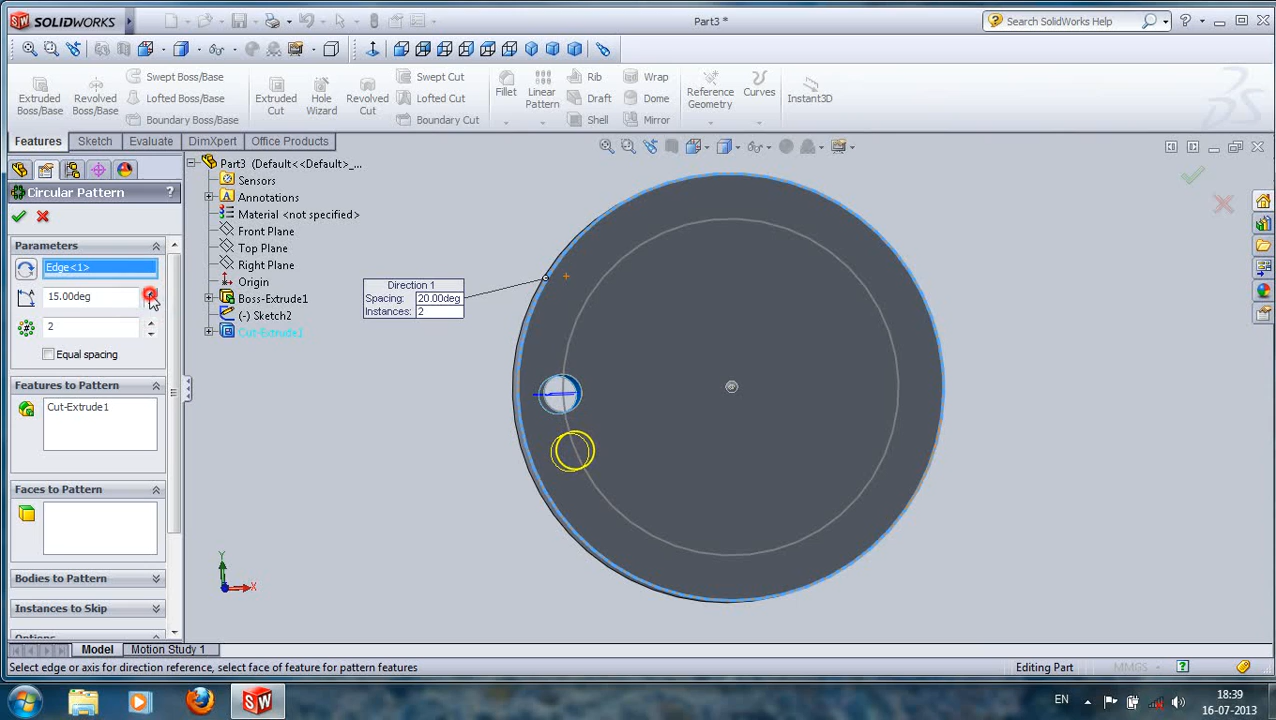 SW SOLIDWORKS
Part3 *
Search SolidWorks Help
Extruded Boss/Base
Revolved Boss/Base
Swept Boss/Base
Lofted Boss/Base
Boundary Boss/Base
Extruded Cut
Hole Wizard
Revolved Cut
Swept Cut
Lofted Cut
Boundary Cut
Fillet
Linear Pattern
Rib
Draft
Shell
Wrap
Dome
Mirror
Reference Geometry
Curves
Instant3D
Features
Sketch
Evaluate
DimXpert
Office Products
Circular Pattern
?
Parameters
Edge<1>
15.00deg
2
Equal spacing
Features to Pattern
Cut-Extrude1
Faces to Pattern
Bodies to Pattern
Instances to Skip
Options
Part3 (Default<<Default>_...
Sensors
Annotations
Material <not specified>
Front Plane
Top Plane
Right Plane
Origin
Boss-Extrude1
(-) Sketch2
Cut-Extrude1
Direction 1
Spacing: 20.00deg
Instances: 2
Y
X
Model
Motion Study 1
Select edge or axis for direction reference, select face of feature for pattern features
Editing Part
MMGS
?
SW
EN
18:39
16-07-2013